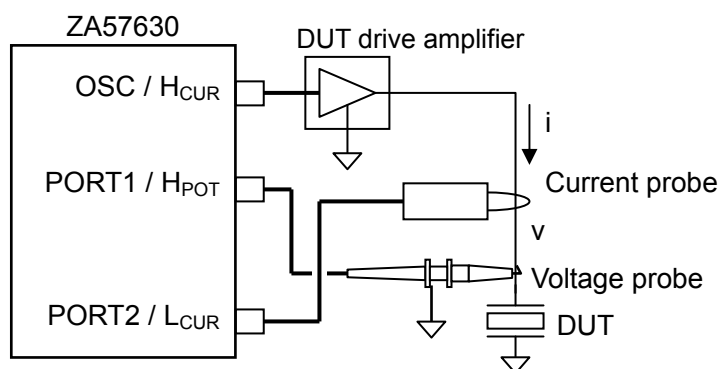 ZA57630
DUT drive amplifier
OSC / HCUR
i
PORT1 / HPOT
Current probe
v
Voltage probe
PORT2 / LCUR
DUT